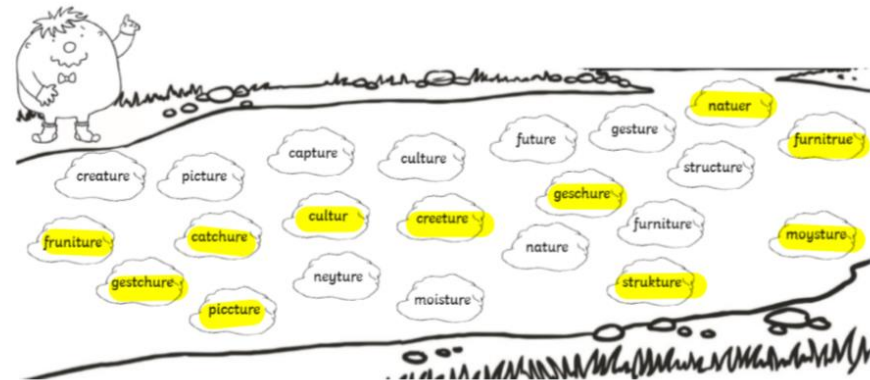 natuer
future
gesture
furnitrue
capture
culture
structure
creature
picture
geschure
cultur
creeture
furniture
fruniture
catchure
nature
moysture
gestchure
neyture
strukture
piccture
moisture